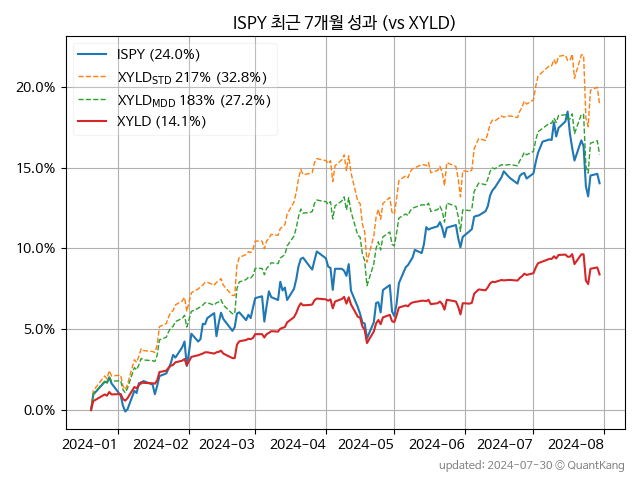 ISPY 최근 7개월 성과 (vs XYLD)
ISPY (24.0%)
XYLD_STD 217% (32.8%)
XYLD_MDD 183% (27.2%)
XYLD (14.1%)
20.0%
15.0%
10.0%
5.0%
0.0%
2024-01 2024-02 2024-03 2024-04 2024-05 2024-06 2024-07 2024-08
updated: 2024-07-30 © QuantKang